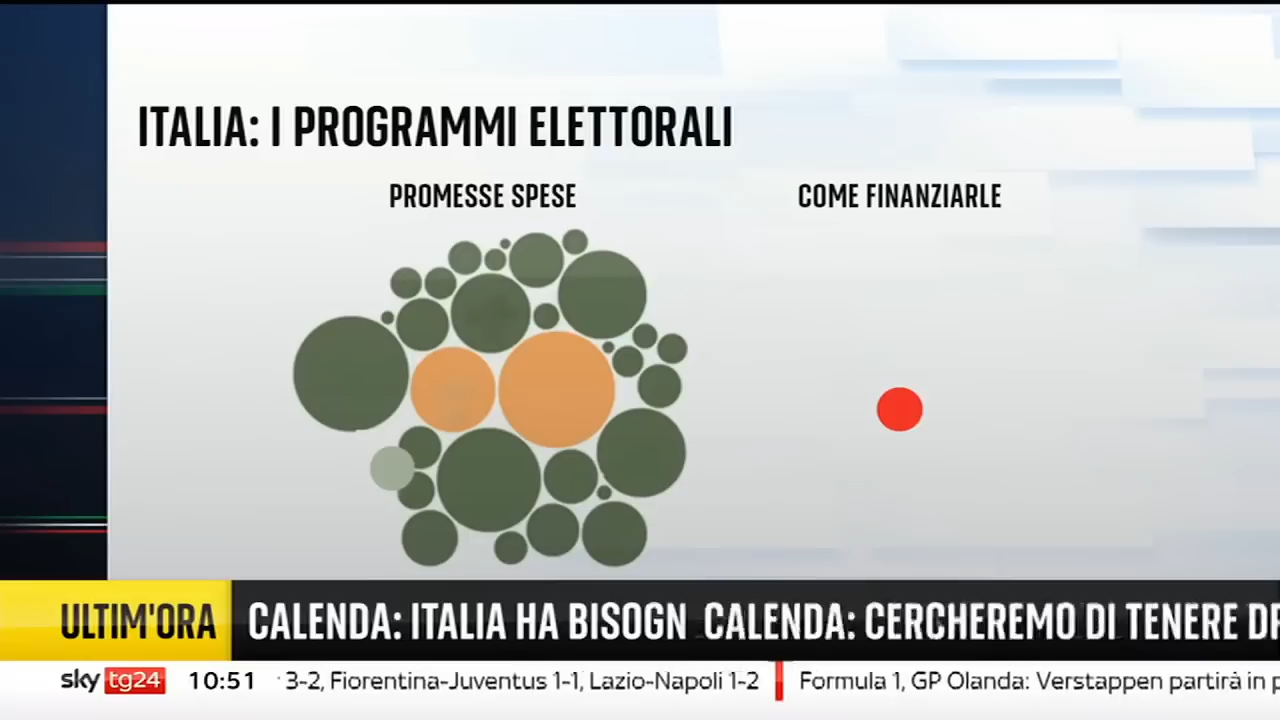 ITALIA: I PROGRAMMI ELETTORALI
PROMESSE SPESE
COME FINANZIARLE
ULTIM'ORA
CALENDA: ITALIA HA BISOGN CALENDA: CERCHEREMO DI TENERE
sky tg24 10:51 3-2, Fiorentina-Juventus 1-1, Lazio-Napoli 1-2
Formula 1, GP Olanda: Verstappen partirà in